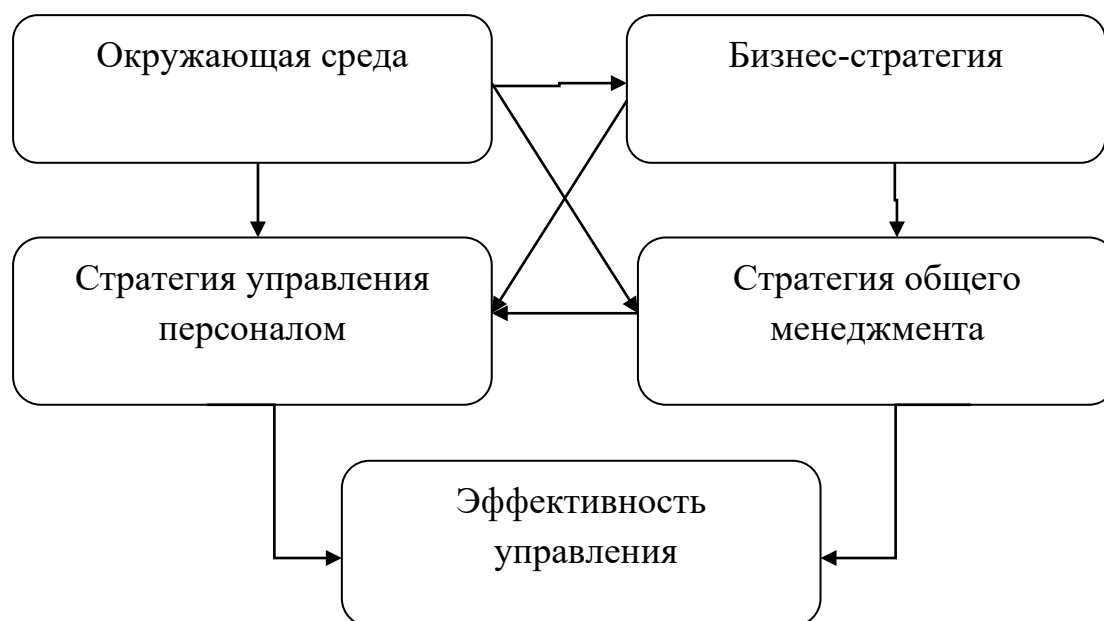 Окружающая среда
Бизнес-стратегия
Стратегия управления
персоналом
Стратегия общего
менеджмента
Эффективность
управления